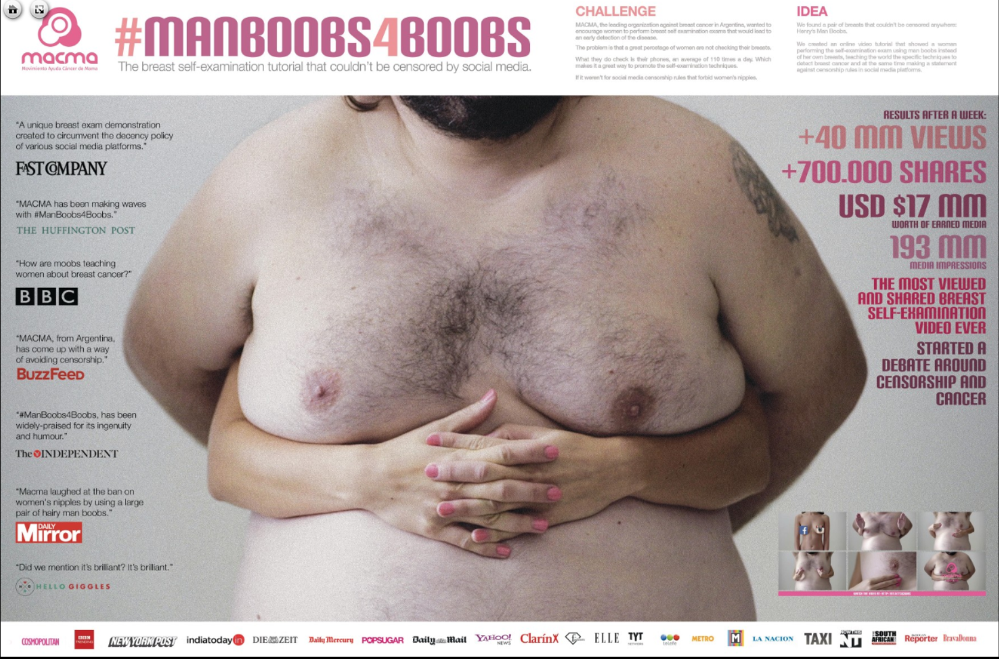 macma
Movimiento Ayuda Cáncer de Mama
#MANBOOBS4BOOBS
The breast self-examination tutorial that couldn't be censored by social media.
CHALLENGE
MACMA, the leading organization against breast cancer in Argentina, wanted to
encourage women to perform breast self examination exams that would lead to
an early detection of the disease.
The problem is that a great percetage of women are not checking their breasts.
What they do check is their phones, an average of 110 times a day. Which
makes it a great way to promote the self-examination techniques.
If it weren't for social media censorship rules that forbid women's nipples.
IDEA
We found a pair of breasts that couldn't be censored anywhere:
Henry's Man Boobs.
We created an online video tutorial that showed a woman
performing the self-examination exam using man boobs instead
of her own breasts, teaching the world the specific techniques to
detect breast cancer and at the same time making a statement
against censorship rules in social media platforms.
"A unique breast exam demonstration
created to circumvent the decency policy
of various social media platforms."
FAST COMPANY
"MACMA has been making waves
with #ManBoobs4Boobs."
THE HUFFINGTON POST
"How are moobs teaching
women about breast cancer?"
BBC
"MACMA, from Argentina,
has come up with a way
of avoiding censorship."
BuzzFeed
"#ManBoobs4Boobs, has been
widely-praised for its ingenuity
and humour."
The INDEPENDENT
"Macma laughed at the ban on
women's nipples by using a large
pair of hairy man boobs."
DAILY
Mirror
"Did we mention it's brilliant? It's brilliant."
HELLO GIGGLES
RESULTS AFTER A WEEK:
+40 MM VIEWS
+700.000 SHARES
USD $17 MM
WORTH OF EARNED MEDIA
193 MM
MEDIA IMPRESSIONS
THE MOST VIEWED
AND SHARED BREAST
SELF-EXAMINATION
VIDEO EVER
STARTED A
DEBATE AROUND
CENSORSHIP AND
CANCER
COSMOPOLITAN
BBC TRENDING
NEW YORK POST
indiatoday in
DIE ZEIT
Daily Mercury
POPSUGAR
Daily Mail
YAHOO! NEWS
Clarín X
ELLE
TYT NETWORK
telefe
METRO
M
LA NACION
TAXI
NOWTHIS
SOUTH AFRICAN
Reporter
BravaDonna